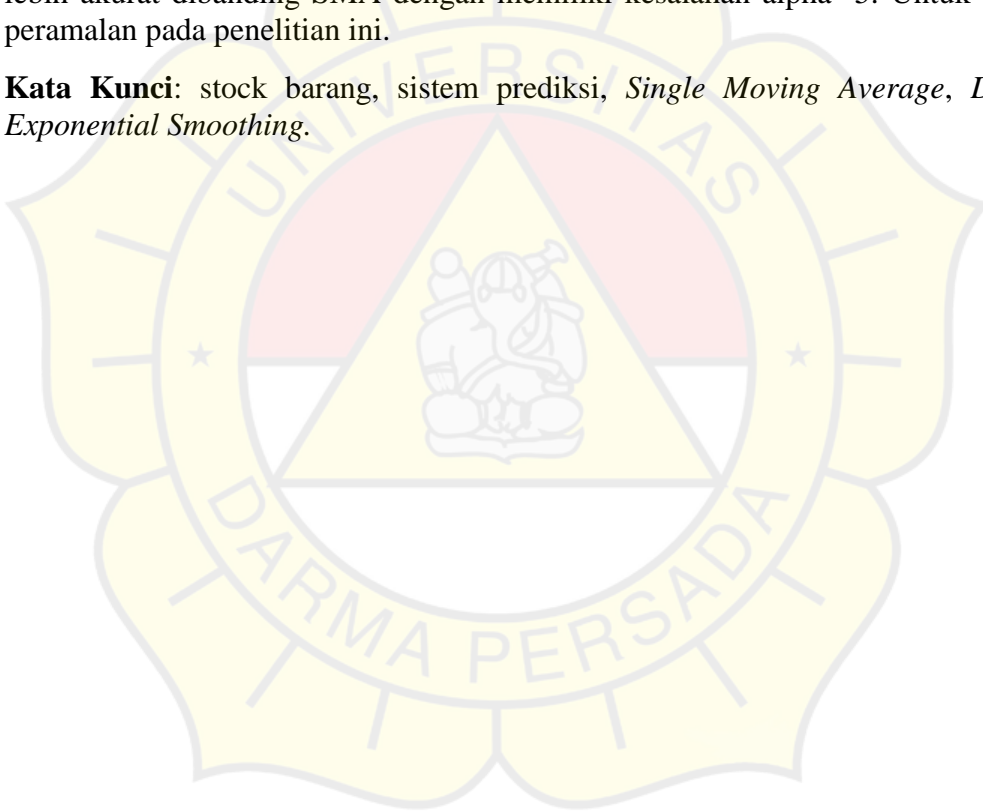 lebih akurat dibanding SMA dengan memiliki kesalahan alpha 5. Untuk
peramalan pada penelitian ini.
Kata Kunci: stock barang, sistem prediksi, Single Moving Average,
Exponential Smoothing.
UNIVERSITAS
DARMA PERSADA